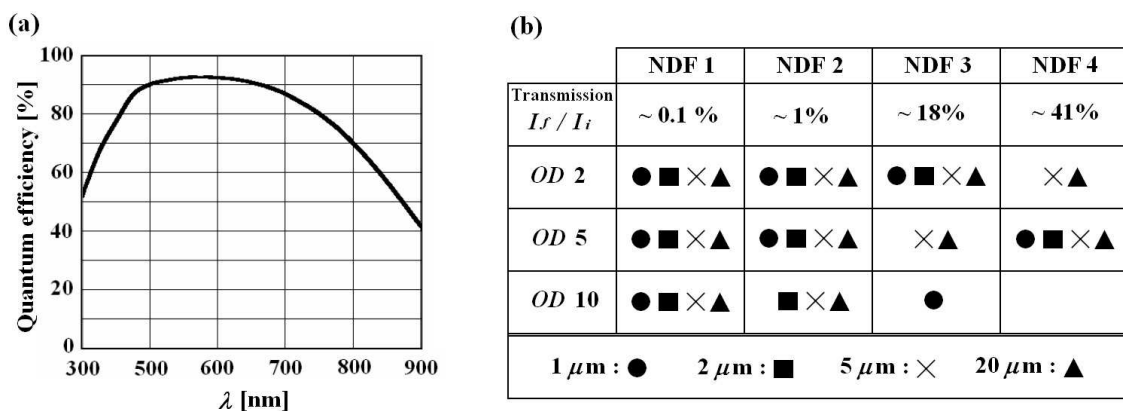 (a)
Quantum efficiency [%]
100
80
60
40
20
0
300 400 500 600 700 800 900
λ [nm]
(b)
NDF 1 NDF 2 NDF 3 NDF 4
Transmission
If / Ii ~ 0.1 % ~ 1% ~ 18% ~ 41%
OD 2 ● ■ × ▲ ● ■ × ▲ ● ■ × ▲ × ▲
OD 5 ● ■ × ▲ ● ■ × ▲ × ▲ ● ■ × ▲
OD 10 ● ■ × ▲ ■ × ▲ ●
1 μm : ● 2 μm : ■ 5 μm : × 20 μm : ▲